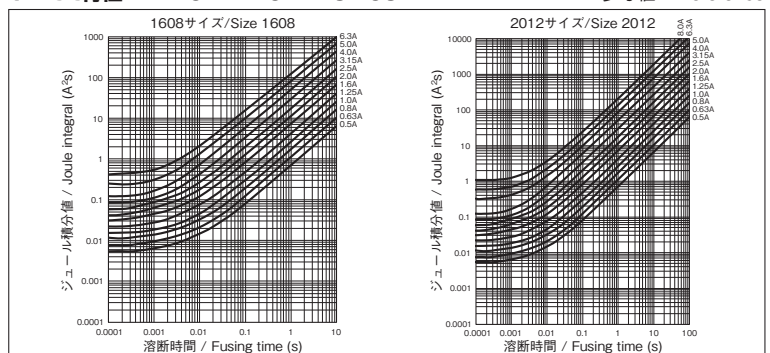 1608サイズ/Size 1608
ジュール積分値 / Joule integral (A²s)
1000
100
10
1
0.1
0.01
0.001
0.0001
0.0001
0.001
0.01
0.1
1
10
溶断時間 / Fusing time (s)
6.3A
5.0A
4.0A
3.15A
2.5A
2.0A
1.6A
1.25A
1.0A
0.8A
0.63A
0.5A
2012サイズ/Size 2012
ジュール積分値 / Joule integral (A²s)
10000
1000
100
10
1
0.1
0.01
0.001
0.0001
0.0001
0.001
0.01
0.1
1
10
100
溶断時間 / Fusing time (s)
8.0A
6.3A
5.0A
4.0A
3.15A
2.5A
2.0A
1.6A
1.25A
1.0A
0.8A
0.63A
0.5A